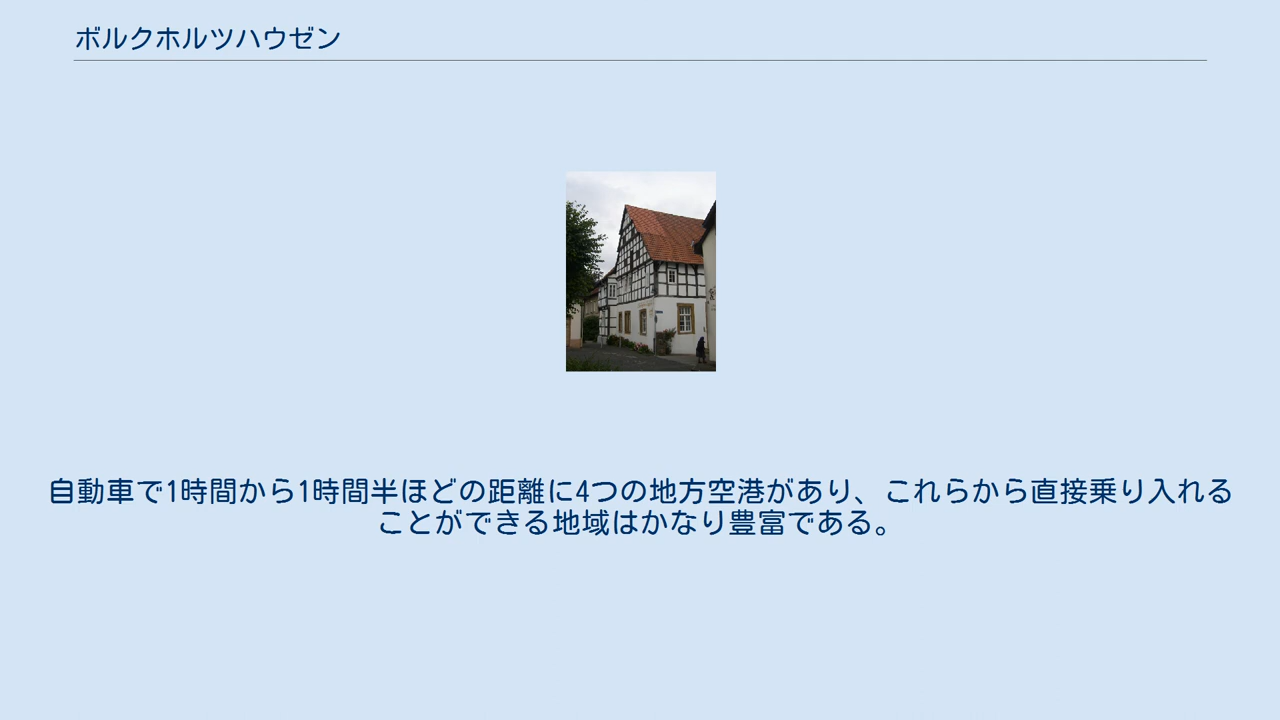 ボルクホルツハウゼン
自動車で1時間から1時間半ほどの距離に4つの地方空港があり、これらから直接乗り入れる
ことができる地域はかなり豊富である。